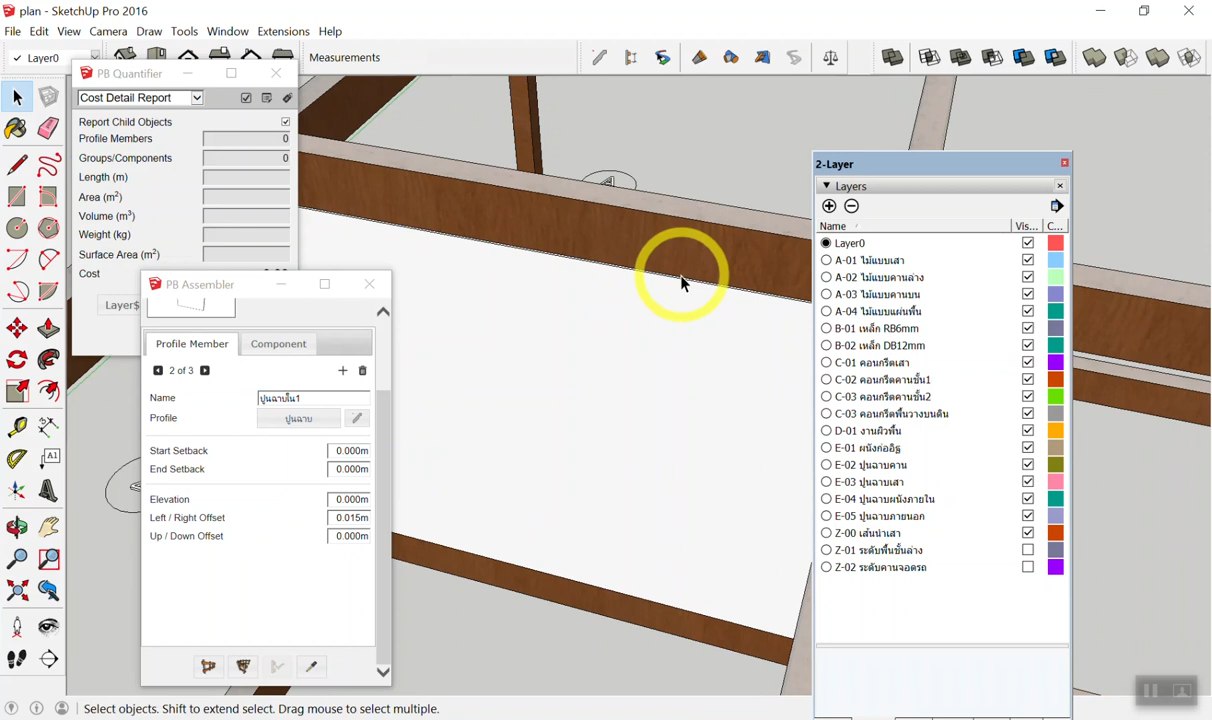 plan - SketchUp Pro 2016
File Edit View Camera Draw Tools Window Extensions Help
Layer0
Measurements
PB Quantifier
Cost Detail Report
Report Child Objects
Profile Members 0
Groups/Components 0
Length (m)
Area (m²)
Volume (m³)
Weight (kg)
Surface Area (m²)
Cost
Layer$
PB Assembler
Profile Member Component
2 of 3
Name ปูนฉาบใน1
Profile ปูนฉาบ
Start Setback 0.000m
End Setback 0.000m
Elevation 0.000m
Left / Right Offset 0.015m
Up / Down Offset 0.000m
2-Layer
Layers
Name Vis... C...
Layer0
A-01 ไม้แบบเสา
A-02 ไม้แบบคานล่าง
A-03 ไม้แบบคานบน
A-04 ไม้แบบแผ่นพื้น
B-01 เหล็ก RB6mm
B-02 เหล็ก DB12mm
C-01 คอนกรีตเสา
C-02 คอนกรีตคานชั้น1
C-03 คอนกรีตคานชั้น2
C-03 คอนกรีตพื้นวางบนดิน
D-01 งานผิวพื้น
E-01 ผนังก่ออิฐ
E-02 ปูนฉาบคาน
E-03 ปูนฉาบเสา
E-04 ปูนฉาบผนังภายใน
E-05 ปูนฉาบภายนอก
Z-00 เส้นนำเสา
Z-01 ระดับพื้นชั้นล่าง
Z-02 ระดับคานจอดรถ
Select objects. Shift to extend select. Drag mouse to select multiple.